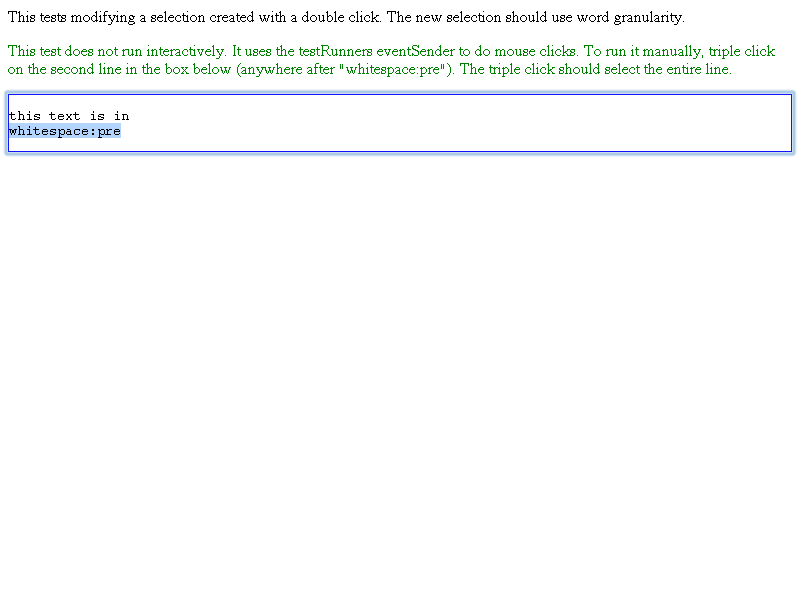 This tests modifying a selection created with a double click. The new selection should use word granularity.
This test does not run interactively. It uses the testRunners eventSender to do mouse clicks. To run it manually, triple click
on the second line in the box below (anywhere after "whitespace:pre"). The triple click should select the entire line.
this text is in
whitespace:pre